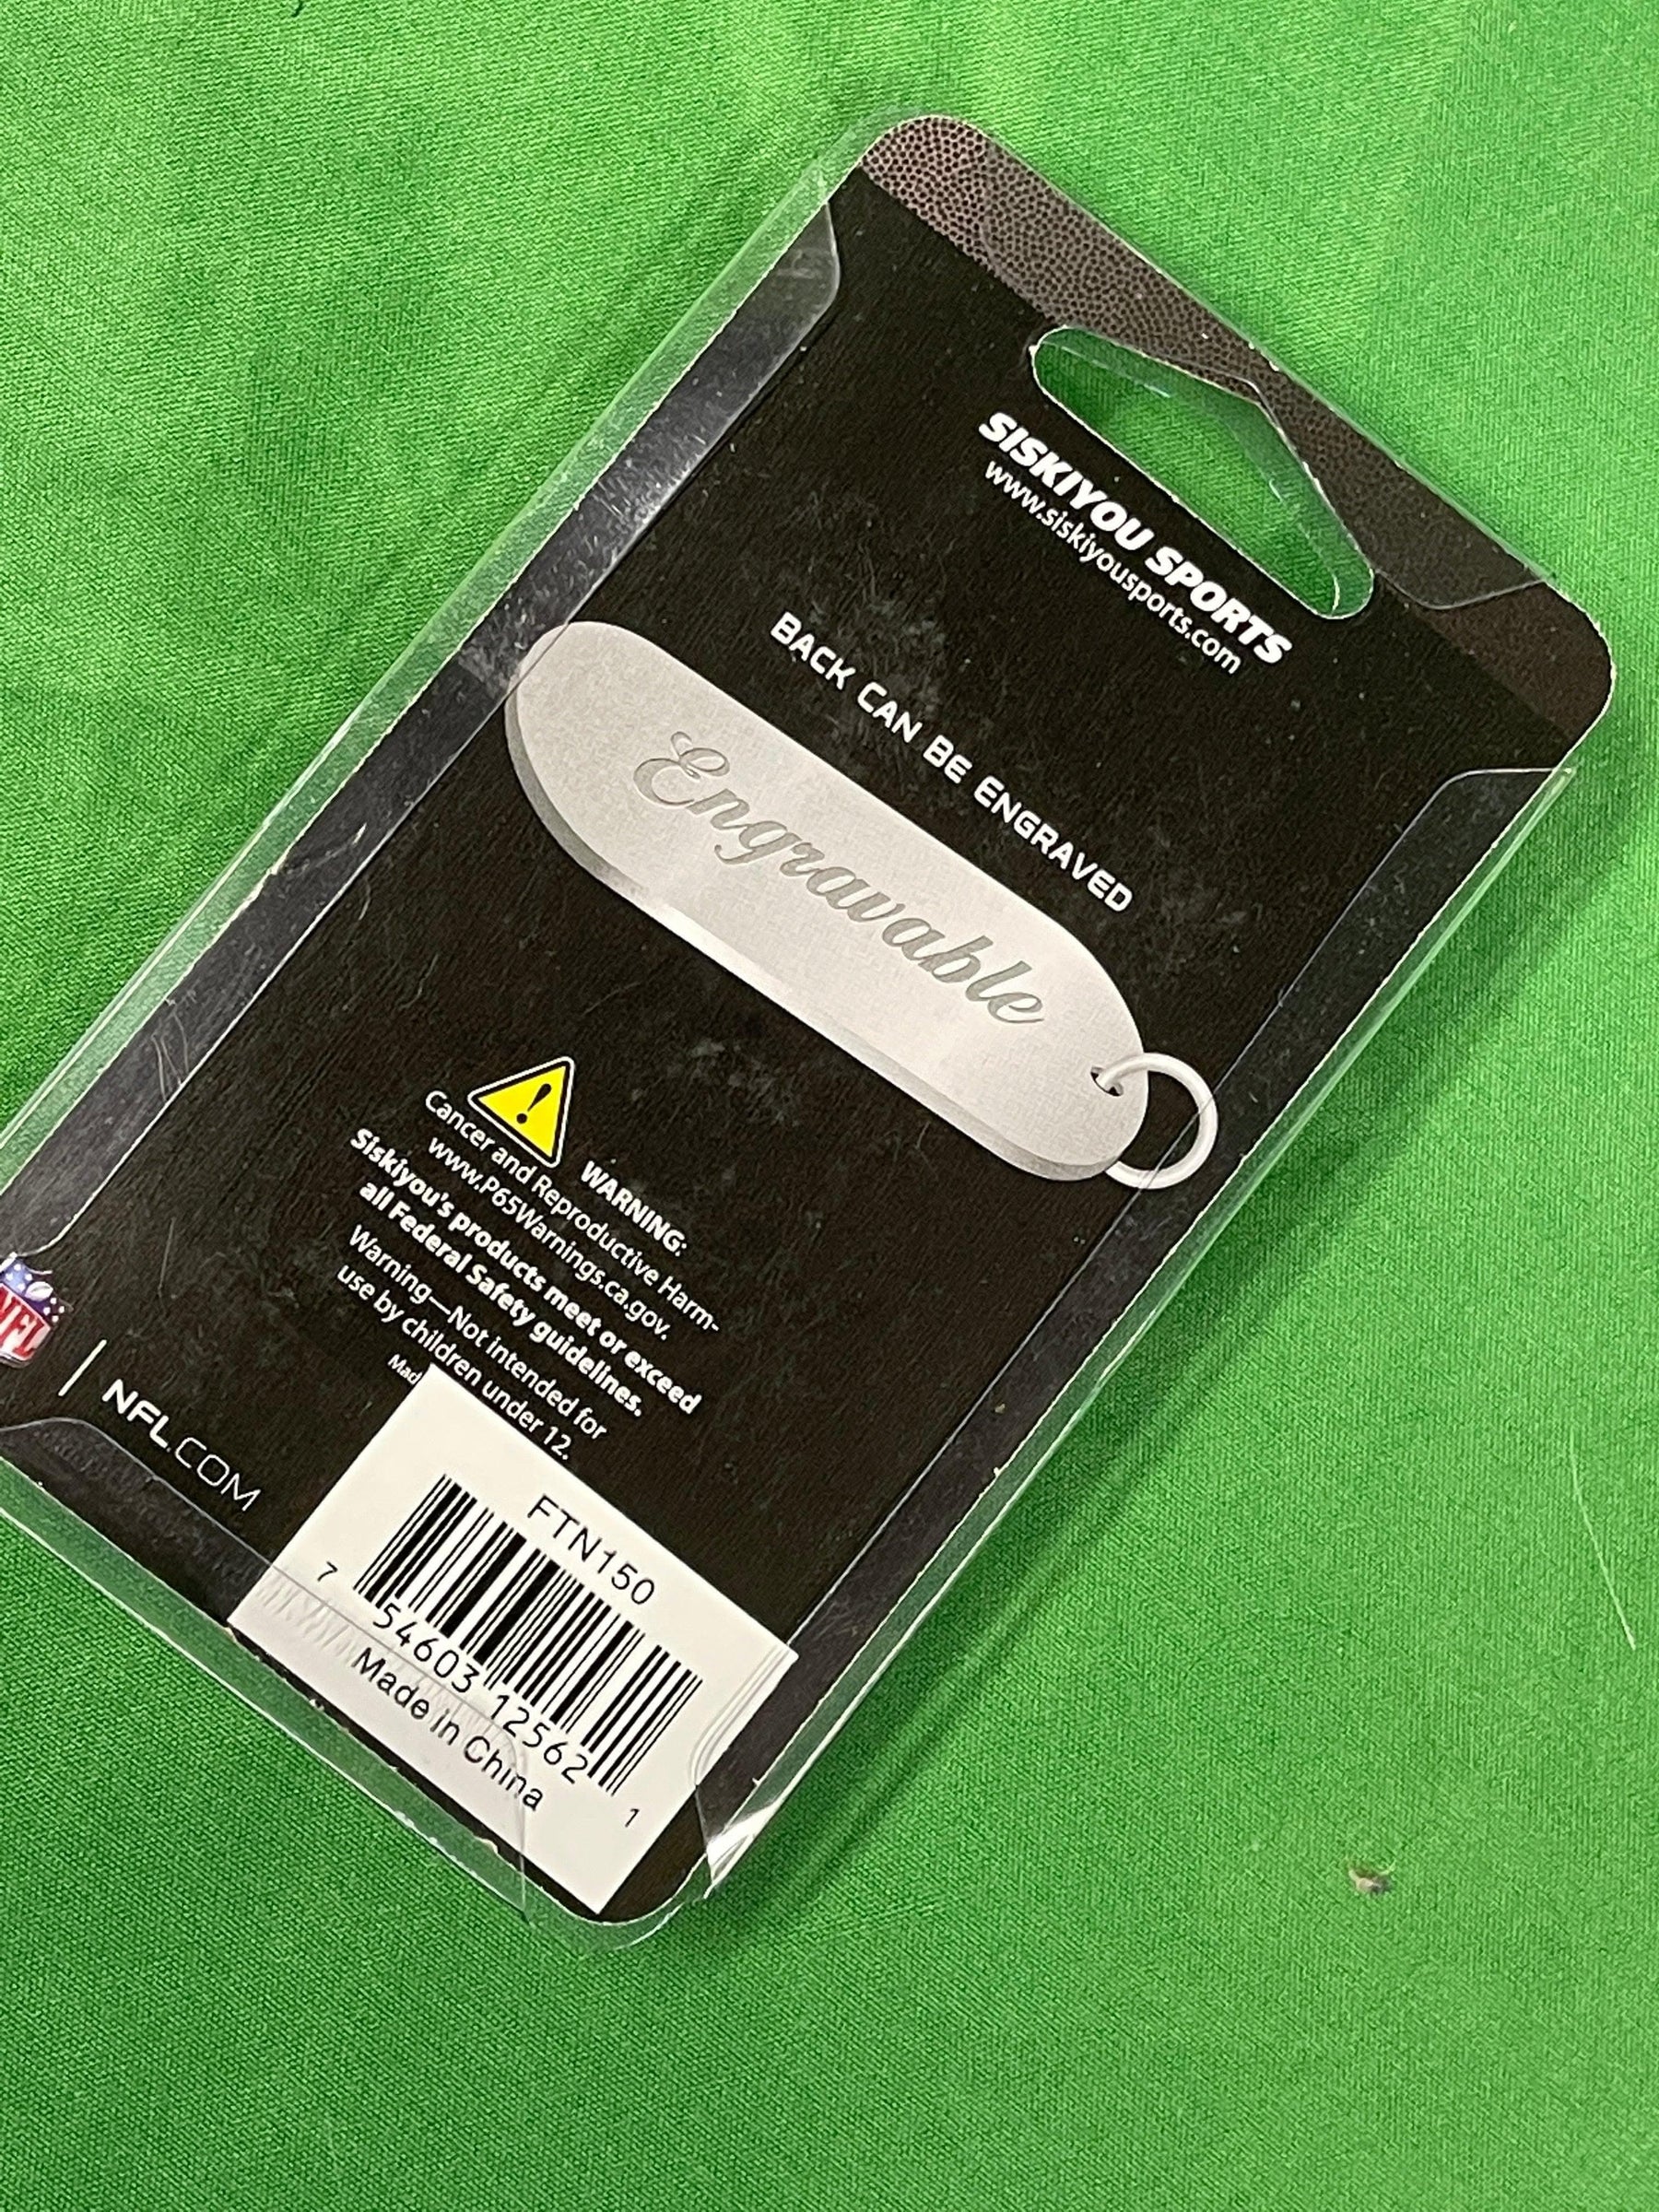 SISKIYOU SPORTS
www.siskiyousports.com
BACK CAN BE ENGRAVED
Engravable
WARNING:
Cancer and Reproductive Harm-
www.P65Warnings.ca.gov.
Siskiyou's products meet or exceed
all Federal Safety guidelines.
Warning—Not intended for
use by children under 12.
Mad
NFL
NFL.COM
FTN150
7 54603 12562 1
Made in China